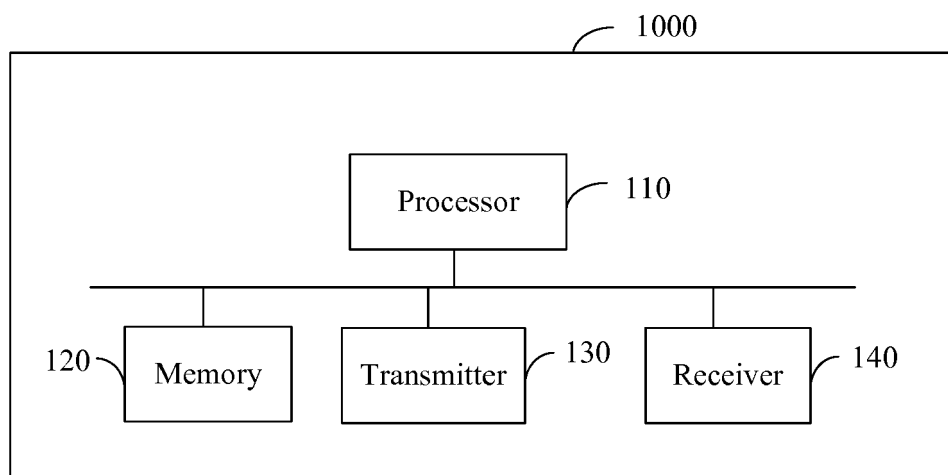 1000
Processor
110
120
Memory
Transmitter
130
Receiver
140